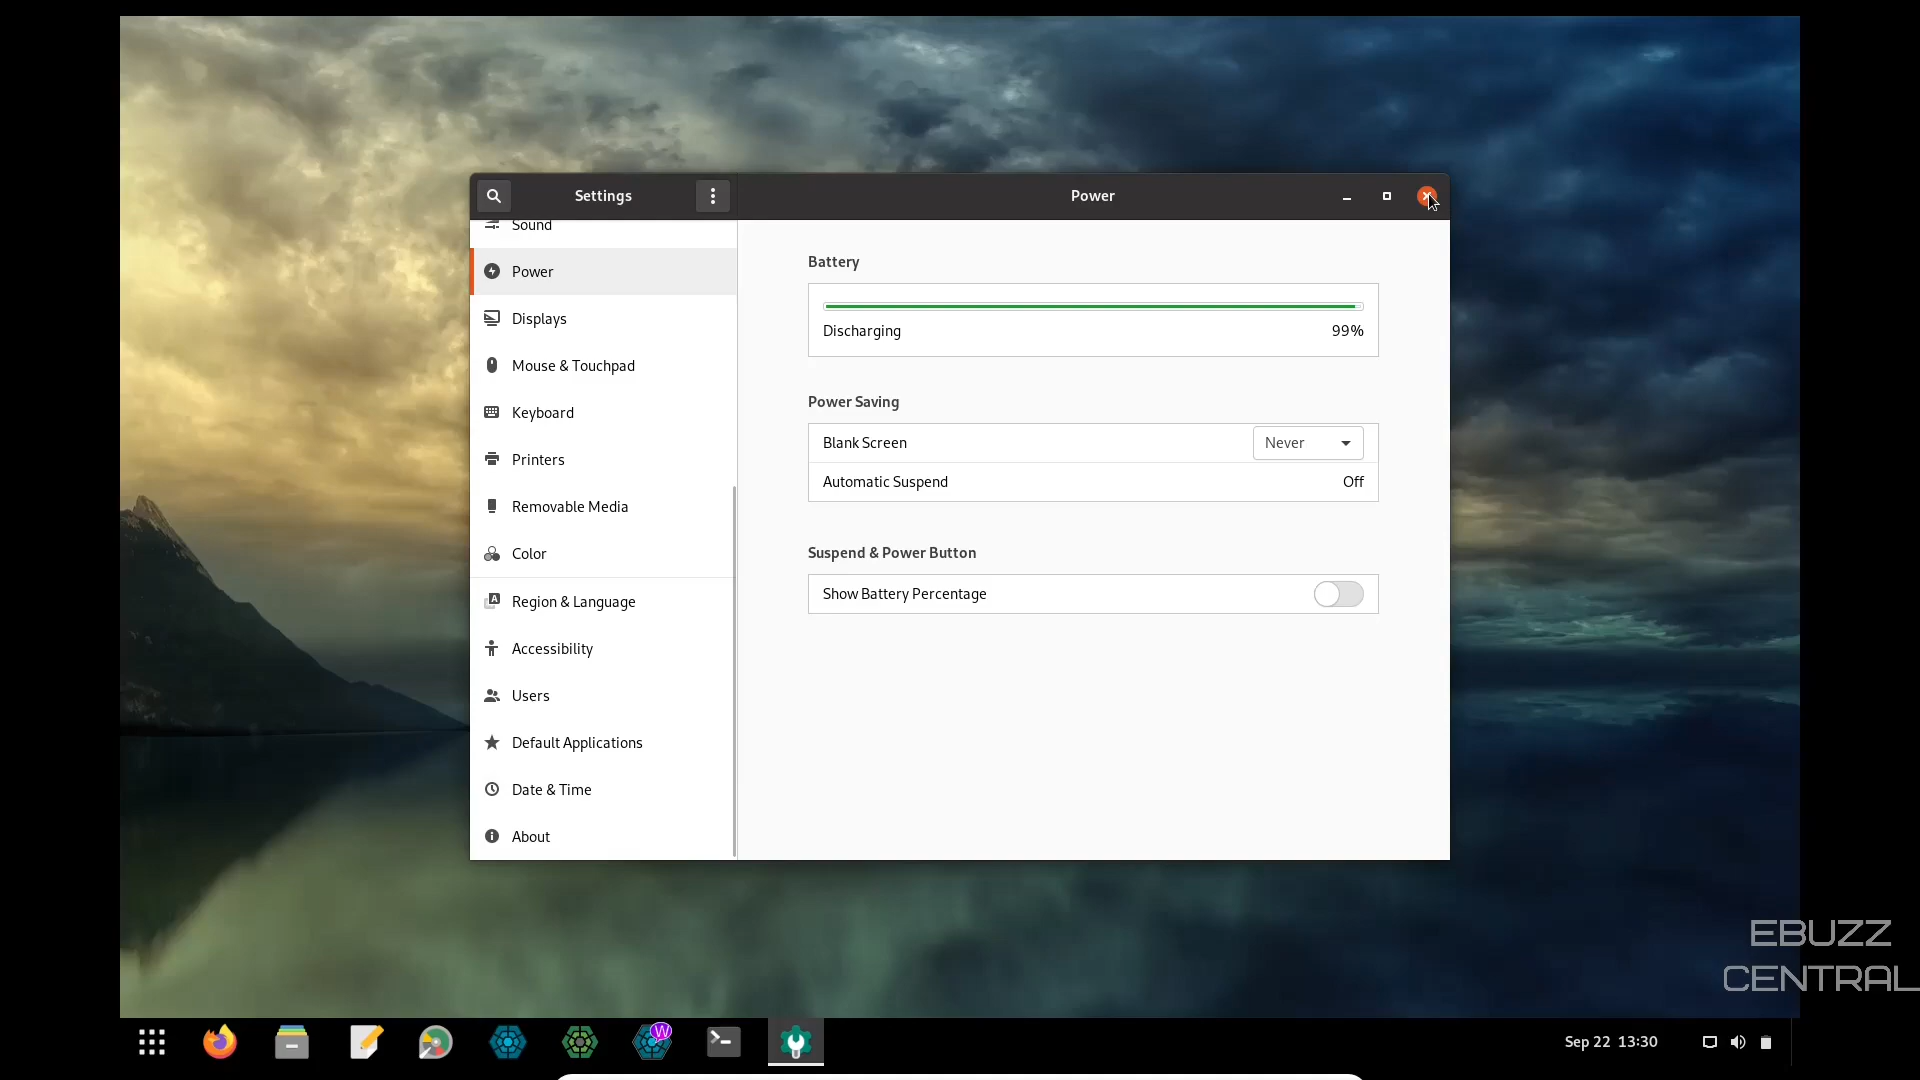 Settings
Power
Sound
Power
Displays
Mouse & Touchpad
Keyboard
Printers
Removable Media
Color
Region & Language
Accessibility
Users
Default Applications
Date & Time
About
Battery
Discharging 99%
Power Saving
Blank Screen Never
Automatic Suspend Off
Suspend & Power Button
Show Battery Percentage
EBUZZ
CENTRAL
W
Sep 22 13:30